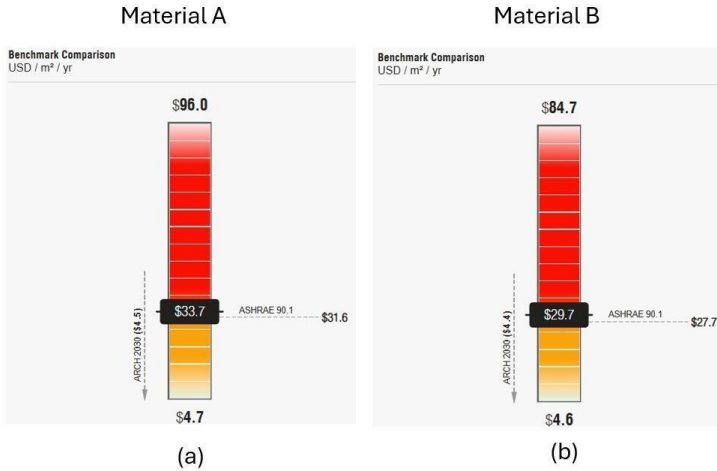 Material A
Benchmark Comparison
USD / m² / yr
$96.0
$33.7
ASHRAE 90.1
$31.6
ARCH 2030 ($4.5)
$4.7
(a)
Material B
Benchmark Comparison
USD / m² / yr
$84.7
$29.7
ASHRAE 90.1
$27.7
ARCH 2030 ($4.4)
$4.6
(b)